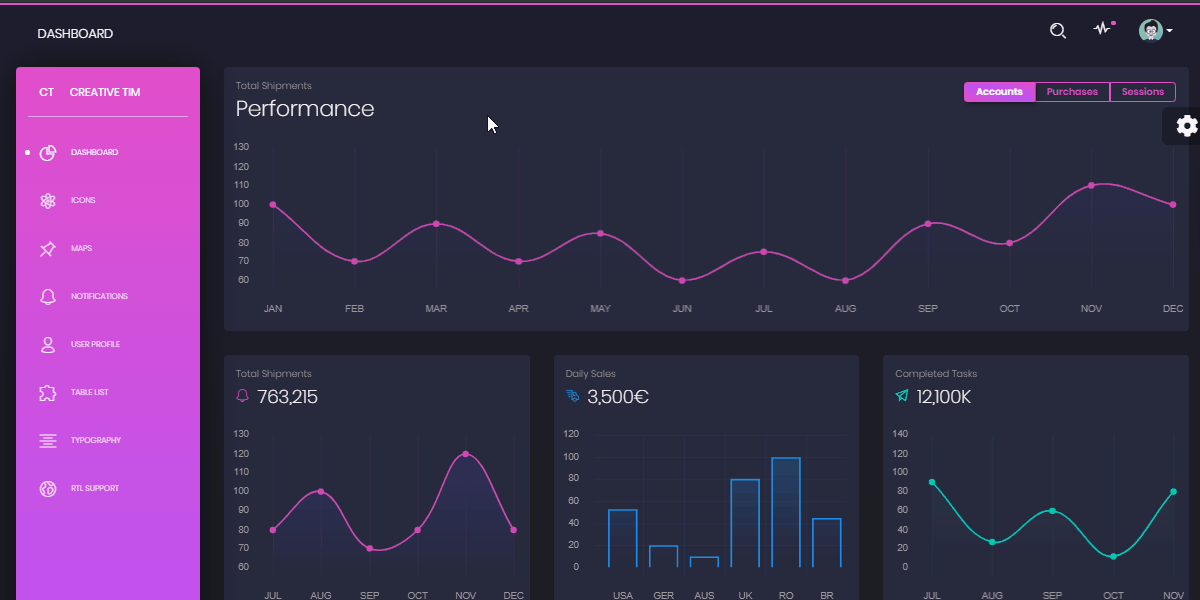 DASHBOARD
CT CREATIVE TIM
DASHBOARD
ICONS
MAPS
NOTIFICATIONS
USER PROFILE
TABLE LIST
TYPOGRAPHY
RTL SUPPORT
Total Shipments
Performance
Accounts Purchases Sessions
130
120
110
100
90
80
70
60
JAN FEB MAR APR MAY JUN JUL AUG SEP OCT NOV DEC
Total Shipments
763,215
130
120
110
100
90
80
70
60
JUL AUG SEP OCT NOV DEC
Daily Sales
3,500€
120
100
80
60
40
20
0
USA GER AUS UK RO BR
Completed Tasks
12,100K
140
120
100
80
60
40
20
0
JUL AUG SEP OCT NOV